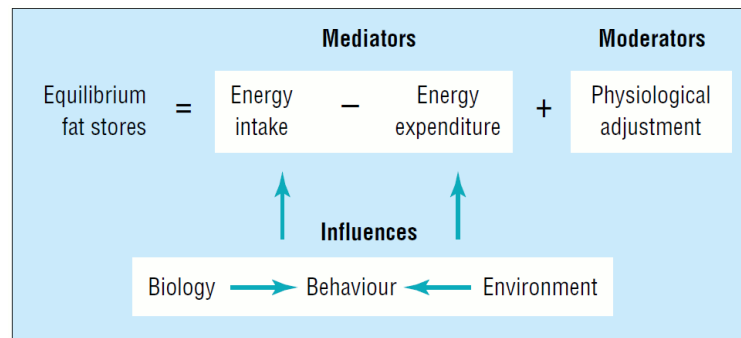 Mediators Moderators
Equilibrium fat stores = Energy intake – Energy expenditure + Physiological adjustment
Influences
Biology Behaviour Environment